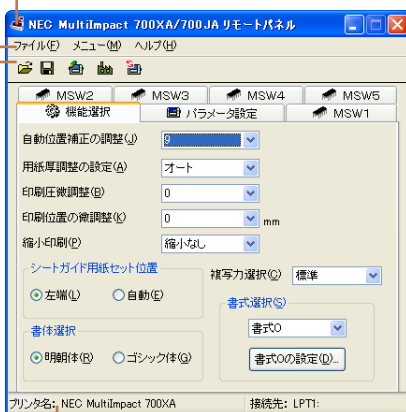 NEC MultiImpact 700XA/700JA リモートパネル
ファイル(F) メニュー(M) ヘルプ(H)
MSW2 MSW3 MSW4 MSW5
機能選択 パラメータ設定 MSW1
自動位置補正の調整(J) 9
用紙厚調整の設定(A) オート
印刷圧微調整(B) 0
印刷位置の微調整(K) 0 mm
縮小印刷(P) 縮小なし
シートガイド用紙セット位置 複写力選択(C) 標準
左端(L) 自動(E)
書式選択(S)
書式0
書体選択
明朝体(R) ゴシック体(G) 書式0の設定(D)...
プリンタ名: NEC MultiImpact 700XA 接続先: LPT1: